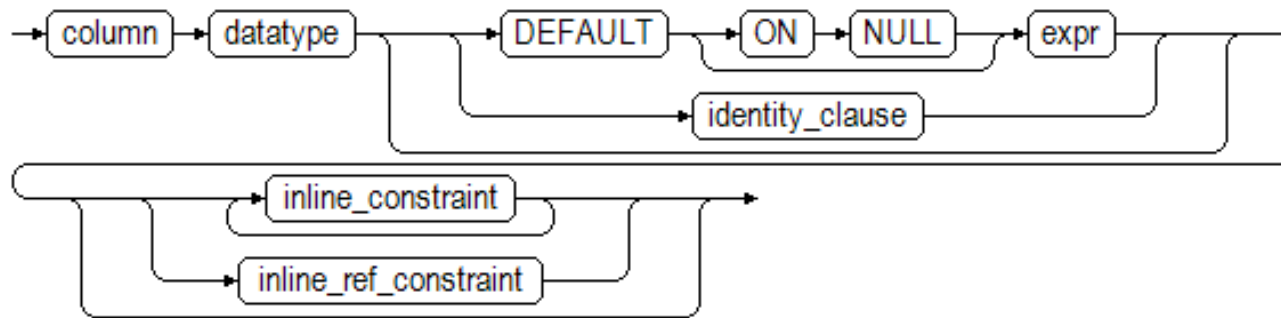 column datatype DEFAULT ON NULL expr
identity_clause
inline_constraint
inline_ref_constraint